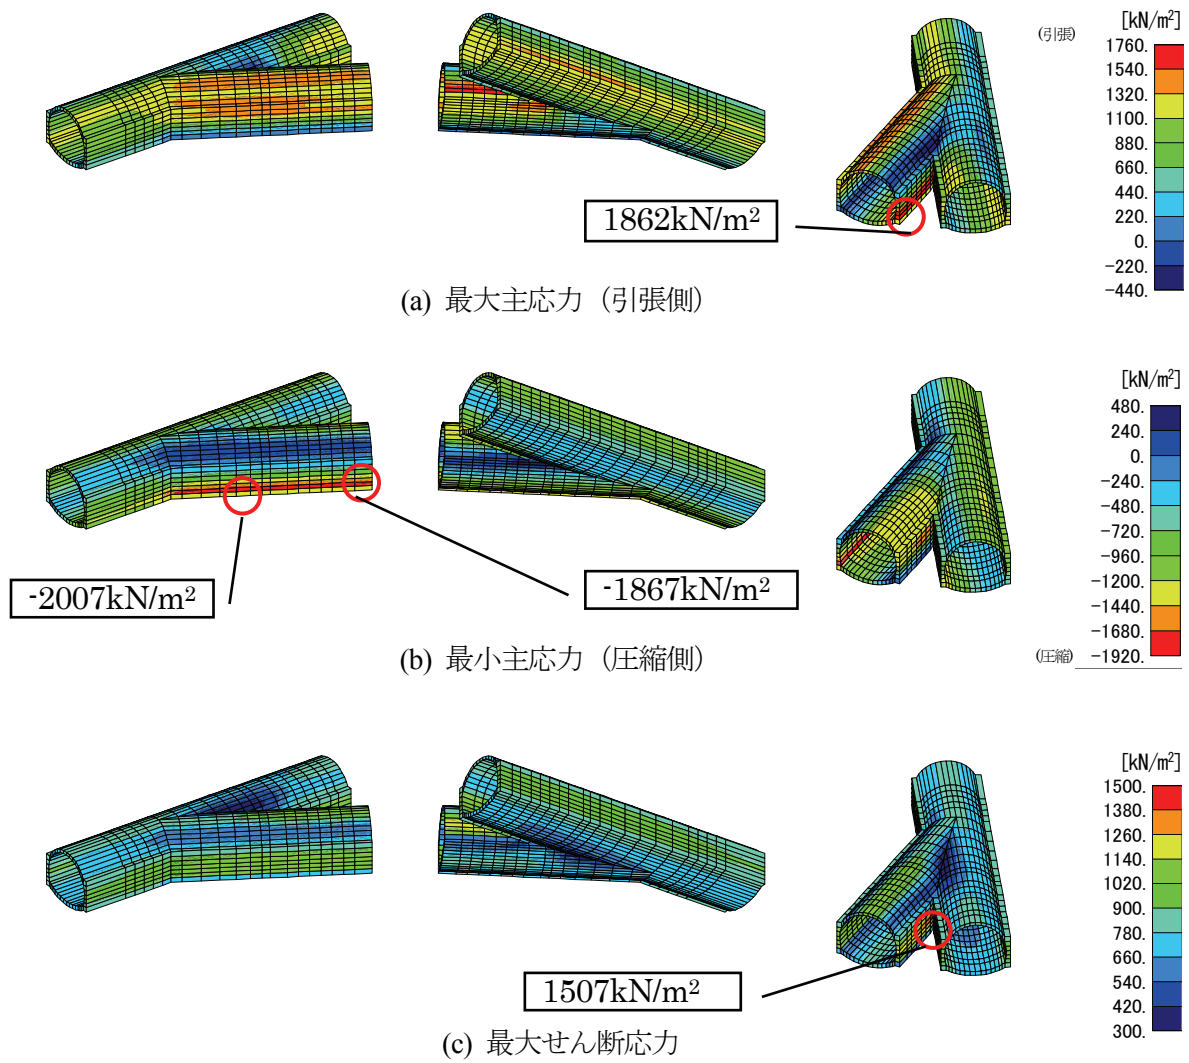 (引張)
[kN/m²]
1760.
1540.
1320.
1100.
880.
660.
440.
220.
0.
-220.
-440.
1862kN/m²
(a) 最大主応力（引張側）
[kN/m²]
480.
240.
0.
-240.
-480.
-720.
-960.
-1200.
-1440.
-1680.
(圧縮) -1920.
-2007kN/m²
-1867kN/m²
(b) 最小主応力（圧縮側）
[kN/m²]
1500.
1380.
1260.
1140.
1020.
900.
780.
660.
540.
420.
300.
1507kN/m²
(c) 最大せん断応力